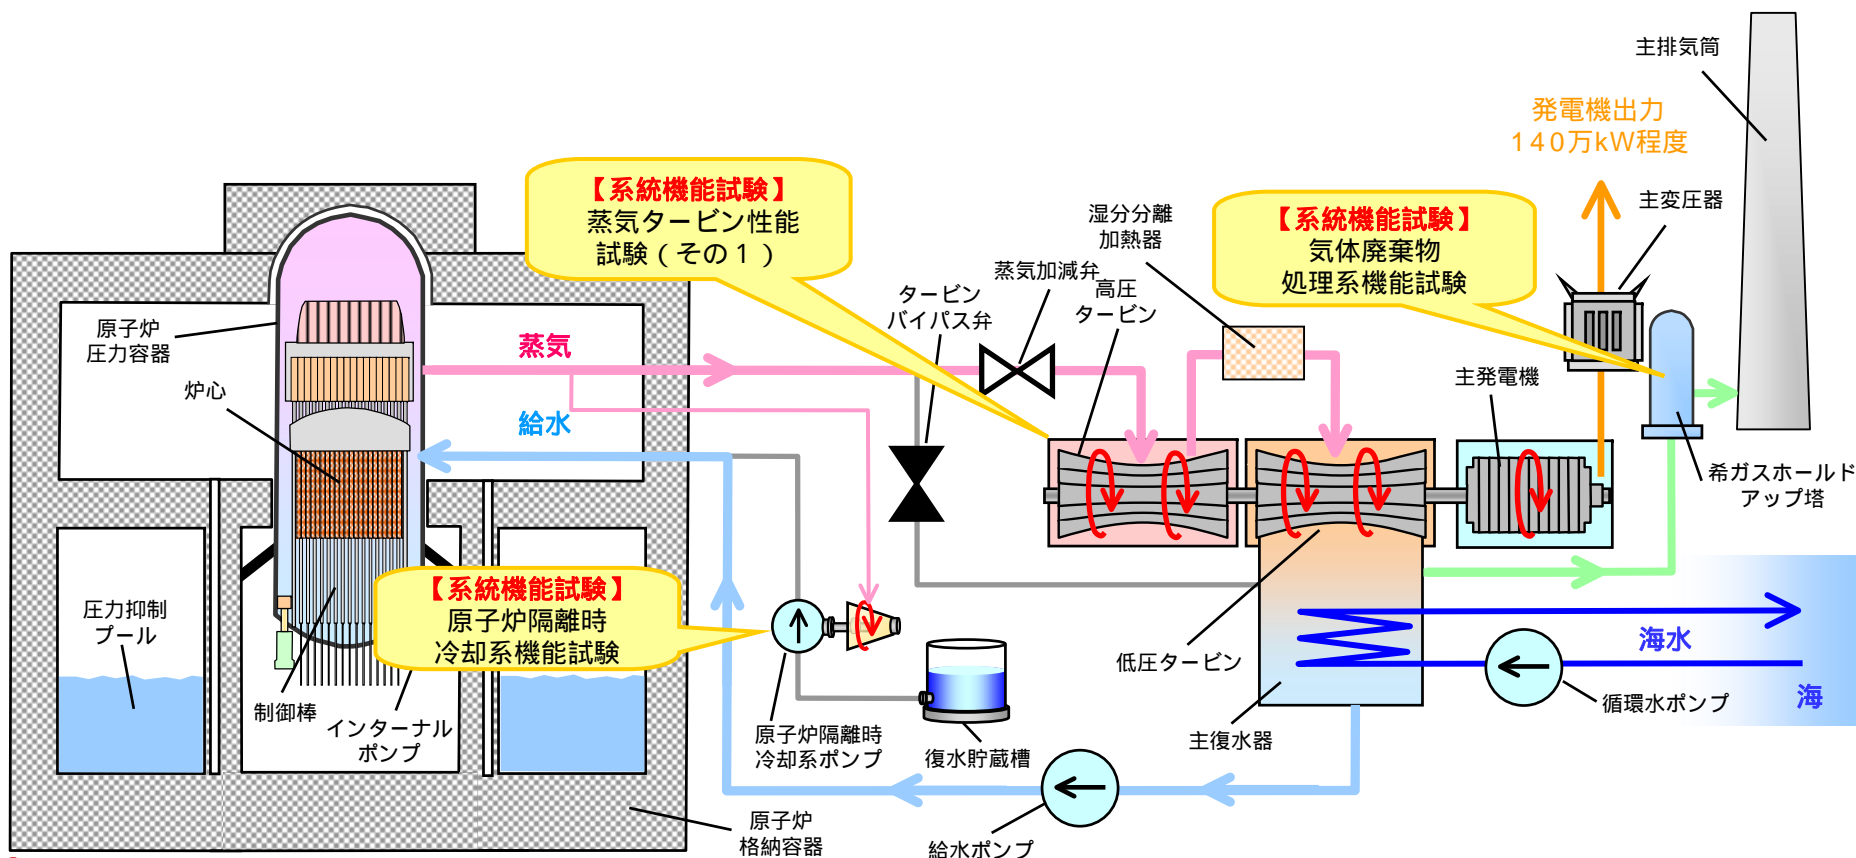 主排気筒
発電機出力
１４０万kW程度
【系統機能試験】
蒸気タービン性能
試験（その１）
湿分分離
加熱器
【系統機能試験】
気体廃棄物
処理系機能試験
主変圧器
蒸気加減弁
高圧
タービン
タービン
バイパス弁
原子炉
圧力容器
蒸気
炉心
主発電機
給水
希ガスホールド
アップ塔
【系統機能試験】
原子炉隔離時
冷却系機能試験
圧力抑制
プール
海水
低圧タービン
海
循環水ポンプ
制御棒
インターナル
ポンプ
原子炉隔離時
冷却系ポンプ
復水貯蔵槽
主復水器
原子炉
格納容器
給水ポンプ